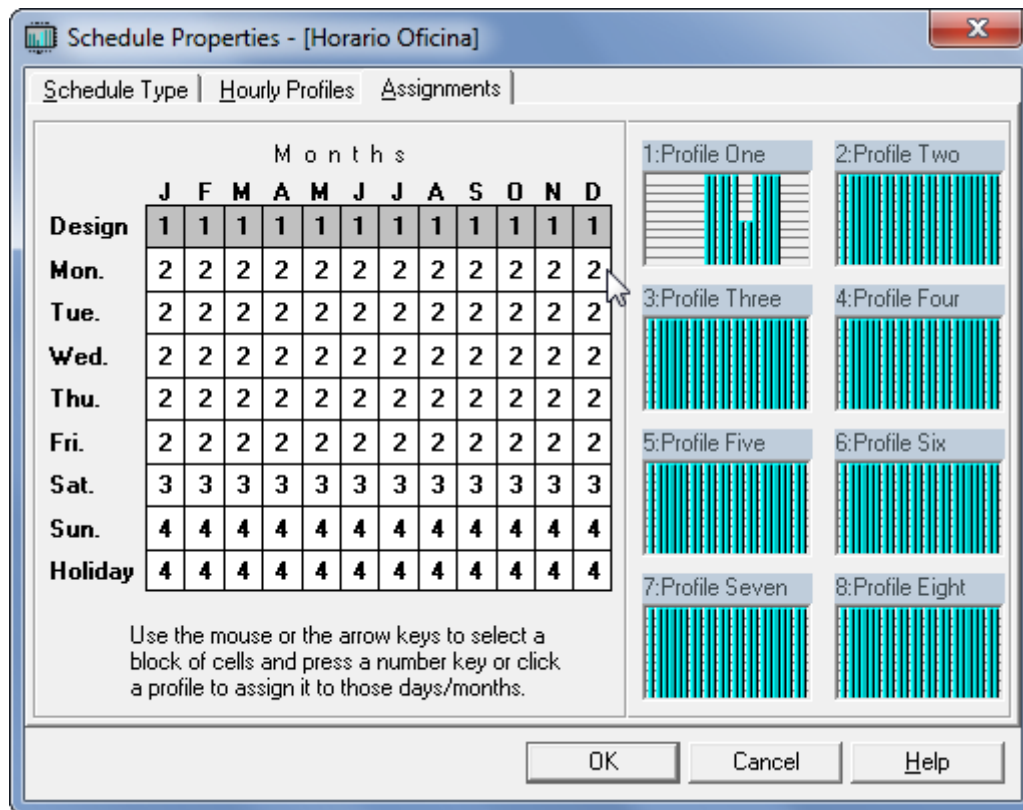 Schedule Properties - [Horario Oficina]
Schedule Type Hourly Profiles Assignments
Months
J F M A M J J A S O N D
Design 1 1 1 1 1 1 1 1 1 1 1 1
Mon. 2 2 2 2 2 2 2 2 2 2 2 2
Tue. 2 2 2 2 2 2 2 2 2 2 2 2
Wed. 2 2 2 2 2 2 2 2 2 2 2 2
Thu. 2 2 2 2 2 2 2 2 2 2 2 2
Fri. 2 2 2 2 2 2 2 2 2 2 2 2
Sat. 3 3 3 3 3 3 3 3 3 3 3 3
Sun. 4 4 4 4 4 4 4 4 4 4 4 4
Holiday 4 4 4 4 4 4 4 4 4 4 4 4
Use the mouse or the arrow keys to select a
block of cells and press a number key or click
a profile to assign it to those days/months.
1:Profile One 2:Profile Two
3:Profile Three 4:Profile Four
5:Profile Five 6:Profile Six
7:Profile Seven 8:Profile Eight
OK Cancel Help